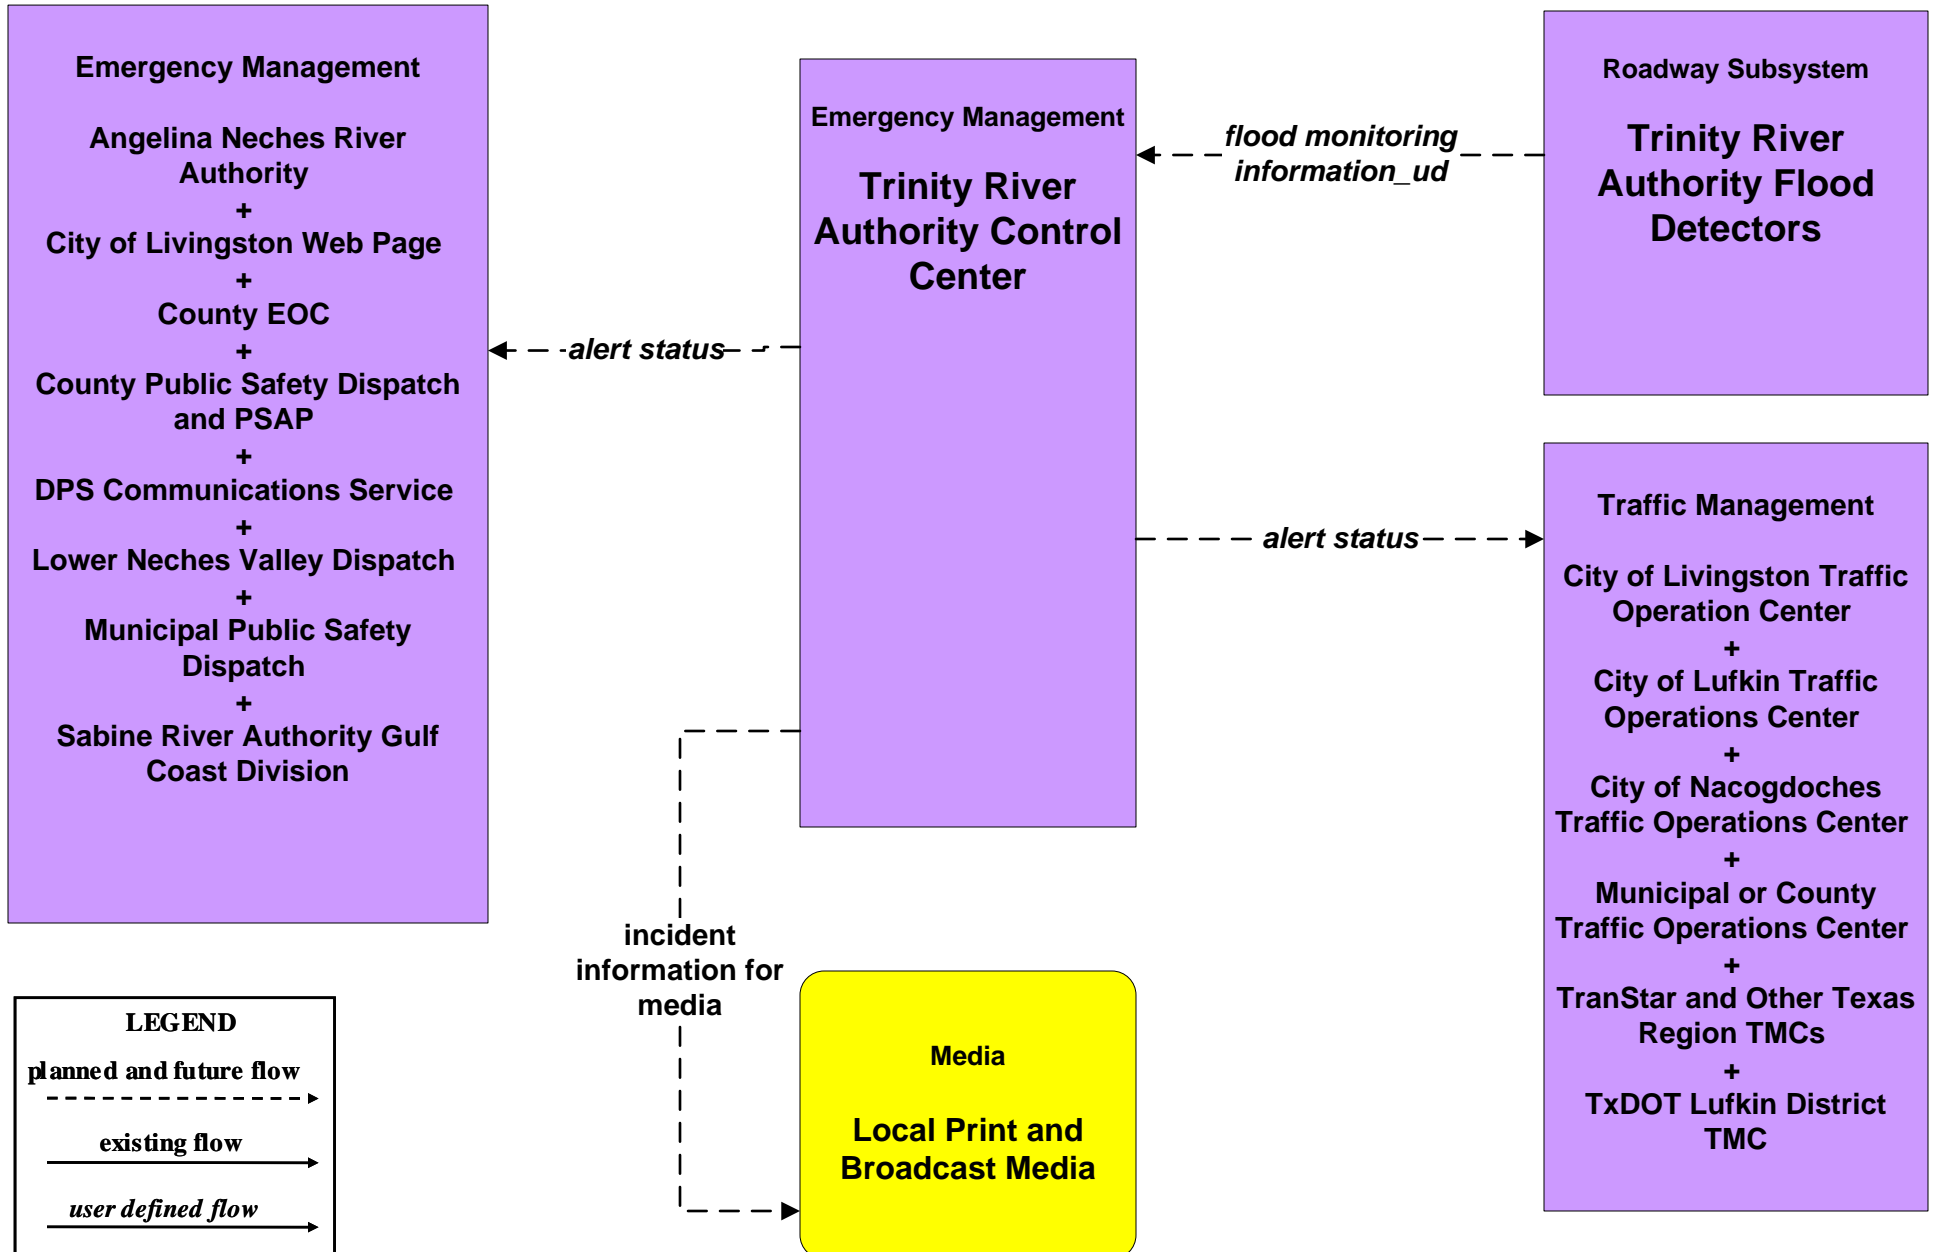 Emergency Management
Angelina Neches River
Authority
+
City of Livingston Web Page
+
County EOC
+
County Public Safety Dispatch
and PSAP
+
DPS Communications Service
+
Lower Neches Valley Dispatch
+
Municipal Public Safety
Dispatch
+
Sabine River Authority Gulf
Coast Division
alert status
Emergency Management
Trinity River
Authority Control
Center
flood monitoring
information_ud
Roadway Subsystem
Trinity River
Authority Flood
Detectors
alert status
Traffic Management
City of Livingston Traffic
Operation Center
+
City of Lufkin Traffic
Operations Center
+
City of Nacogdoches
Traffic Operations Center
+
Municipal or County
Traffic Operations Center
+
TranStar and Other Texas
Region TMCs
+
TxDOT Lufkin District
TMC
incident
information for
media
Media
Local Print and
Broadcast Media
LEGEND
planned and future flow
existing flow
user defined flow